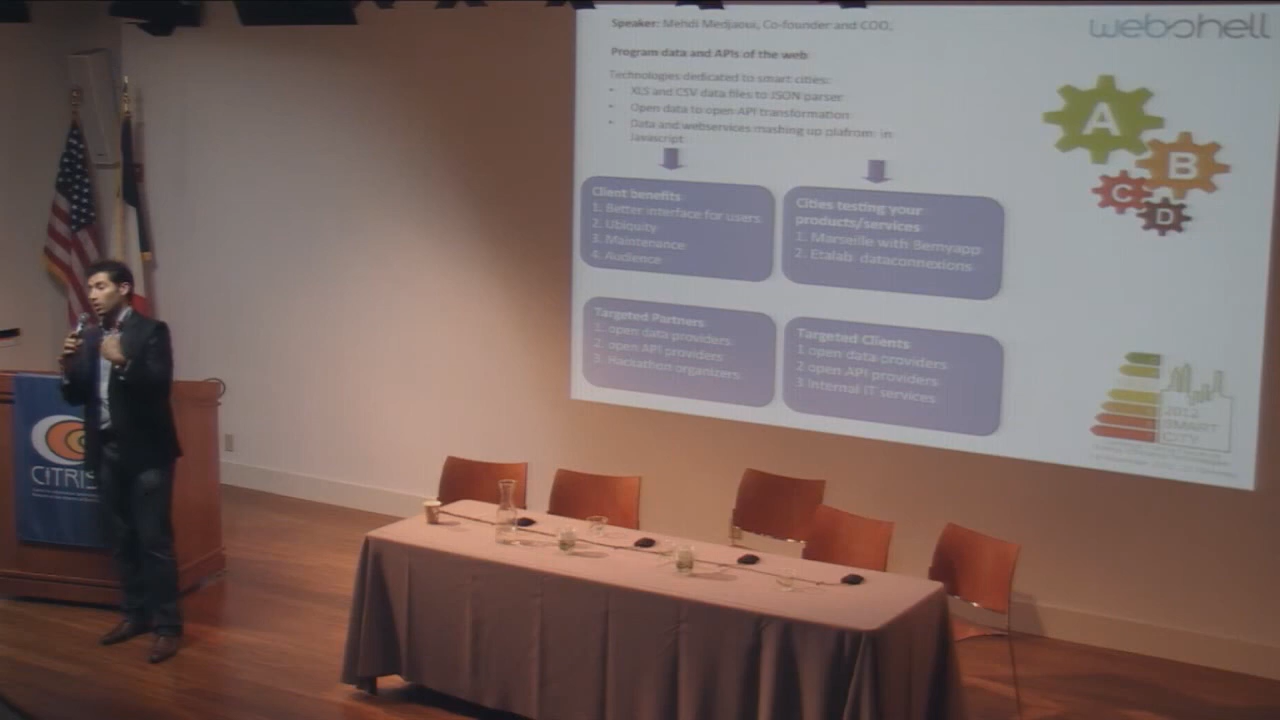 Speaker: Mehdi Medjaoui, Co-founder and COO,
webshell
Program data and APIs of the web
Technologies dedicated to smart cities:
• XLS and CSV data files to JSON parser
• Open data to open API transformation
• Data and webservices mashing up plafrom in
Javascript
A
B
C
D
Client benefits
1. Better interface for users
2. Ubiquity
3. Maintenance
4. Audience
Cities testing your
products/services
1. Marseille with Bemyapp
2. Etalab dataconnexions
Targeted Partners
1. open data providers
2. open API providers
3. Hackathon organizers
Targeted Clients
1 open data providers
2 open API providers
3 Internal IT services
2012
SMART
CITY
CITRIS